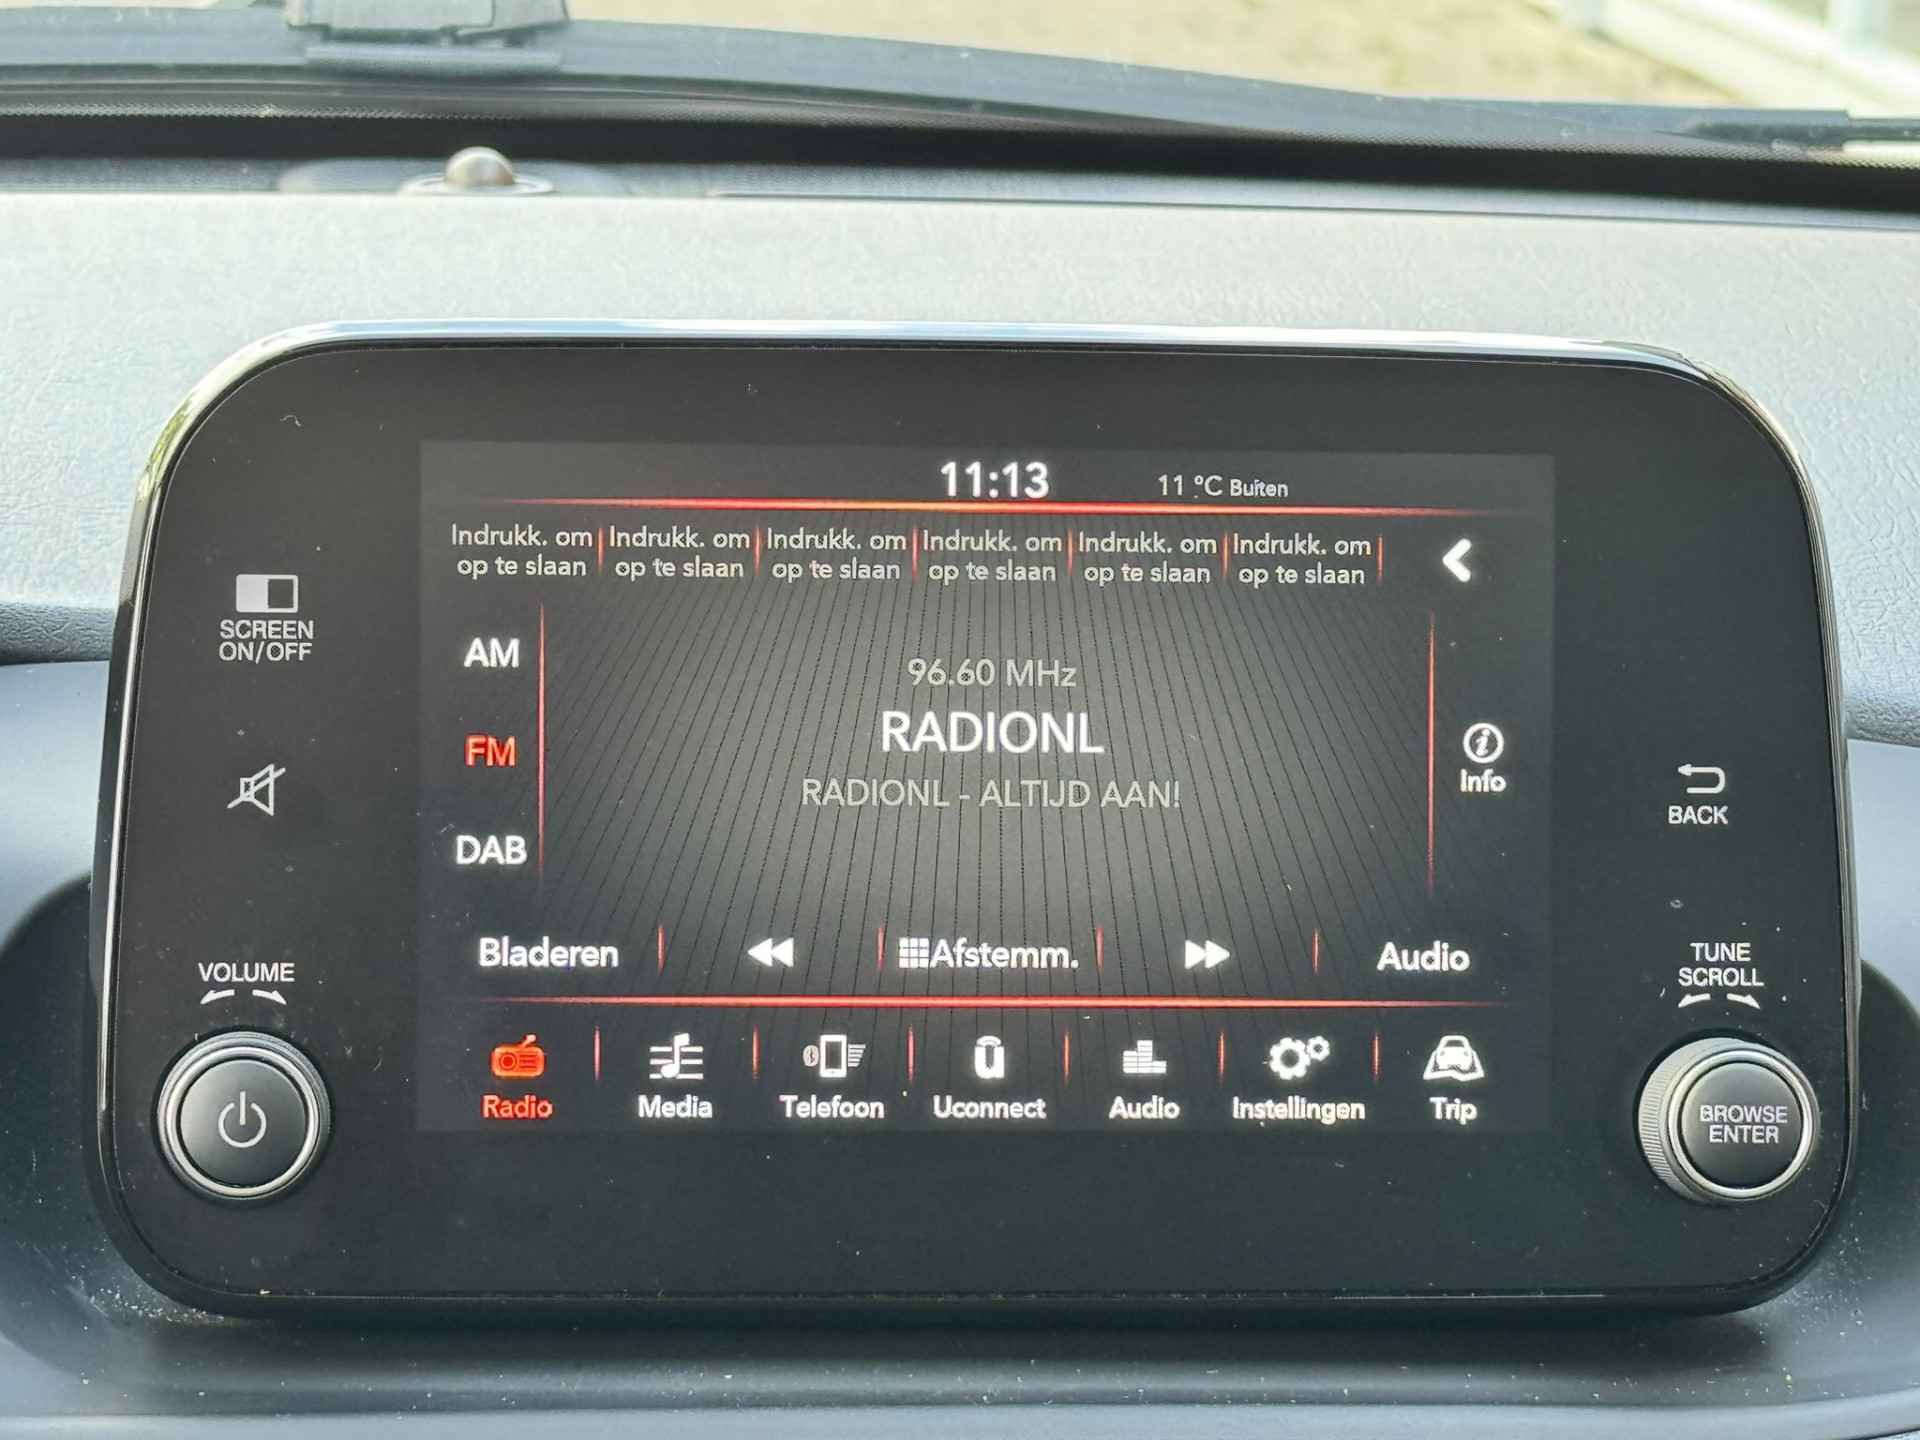 11:13
11 °C Buiten
Indrukk. om op te slaan
Indrukk. om op te slaan
Indrukk. om op te slaan
Indrukk. om op te slaan
Indrukk. om op te slaan
Indrukk. om op te slaan
SCREEN
ON/OFF
AM
FM
DAB
96.60 MHz
RADIONL
RADIONL - ALTIJD AAN!
Info
BACK
VOLUME
Bladeren
Afstemm.
Audio
TUNE
SCROLL
Radio
Media
Telefoon
Uconnect
Audio
Instellingen
Trip
BROWSE
ENTER